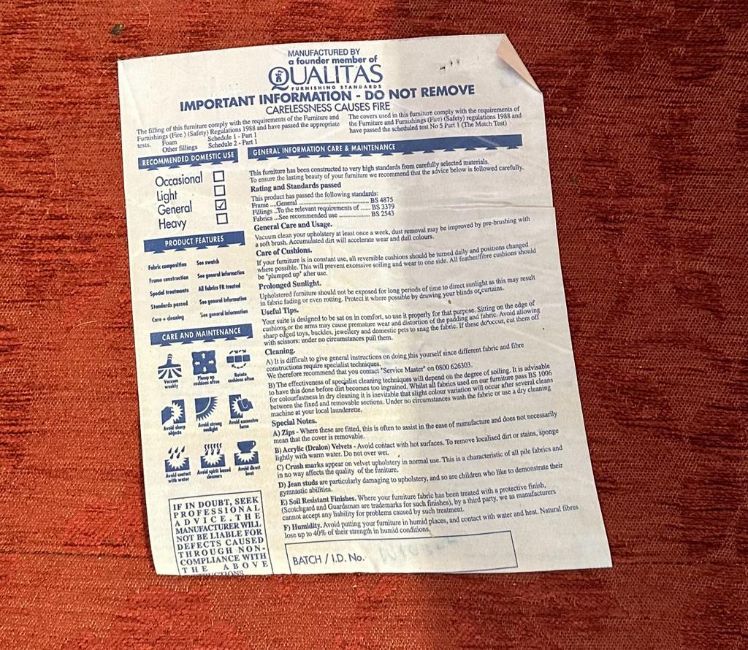 MANUFACTURED BY
a founder member of
QUALITAS
FURNISHING STANDARDS
IMPORTANT INFORMATION - DO NOT REMOVE
CARELESSNESS CAUSES FIRE
The filling of this furniture comply with the requirements of the Furniture and
Furnishings (Fire) (Safety) Regulations 1988 and have passed the appropriate
tests. Foam Schedule 1 - Part 1
Other fillings Schedule 2 - Part 1
The covers used in this furniture comply with the requirements of
the Furniture and Furnishings (Fire) (Safety) regulations 1988 and
have passed the scheduled test No 5 Part 1 (The Match Test)
RECOMMENDED DOMESTIC USE
Occasional
Light
General ✓
Heavy
PRODUCT FEATURES
Fabric composition See swatch
Frame construction See general information
Special treatments All fabrics FR treated
Standards passed See general information
Care + cleaning See general information
CARE AND MAINTENANCE
Vacuum weekly
Plump up cushions often
Rotate cushions often
Avoid sharp objects
Avoid strong sunlight
Avoid excessive
Avoid contact with water
Avoid spirit based cleaners
Avoid direct heat
IF IN DOUBT, SEEK
PROFESSIONAL
ADVICE. THE
MANUFACTURER WILL
NOT BE LIABLE FOR
DEFECTS CAUSED
THROUGH NON-
COMPLIANCE WITH
THE ABOVE
GENERAL INFORMATION CARE & MAINTENANCE
This furniture has been constructed to very high standards from carefully selected materials.
To ensure the lasting beauty of your furniture we recommend that the advice below is followed carefully.
Rating and Standards passed
This product has passed the following standards:
Frame ...General ... BS 4875
Fillings ...To the relevant requirements of ... BS 3379
Fabrics ...See recommended use ... BS 2543
General Care and Usage.
Vacuum clean your upholstery at least once a week, dust removal may be improved by pre-brushing with
a soft brush. Accumulated dirt will accelerate wear and dull colours.
Care of Cushions.
If your furniture is in constant use, all reversible cushions should be turned daily and positions changed
where possible. This will prevent excessive soiling and wear to one side. All feather/fibre cushions should
be "plumped up" after use.
Prolonged Sunlight.
Upholstered furniture should not be exposed for long periods of time to direct sunlight as this may result
in fabric fading or even rotting. Protect it where possible by drawing your blinds or curtains.
Useful Tips.
Your suite is designed to be sat on in comfort, so use it properly for that purpose. Sitting on the edge of
cushions or the arms may cause premature wear and distortion of the padding and fabric. Avoid allowing
sharp edged toys, buckles, jewellery and domestic pets to snag the fabric. If these do occur, cut them off
with scissors: under no circumstances pull them.
Cleaning.
A) It is difficult to give general instructions on doing this yourself since different fabric and fibre
constructions require specialist techniques.
We therefore recommend that you contact "Service Master" on 0800 626303.
B) The effectiveness of specialist cleaning techniques will depend on the degree of soiling. It is advisable
to have this done before dirt becomes too ingrained. Whilst all fabrics used on our furniture pass BS 1006
for colourfastness in dry cleaning it is inevitable that slight colour variation will occur after several cleans
between the fixed and removable sections. Under no circumstances wash the fabric or use a dry cleaning
machine at your local launderette.
Special Notes.
A) Zips - Where these are fitted, this is often to assist in the ease of manufacture and does not necessarily
mean that the cover is removable.
B) Acrylic (Dralon) Velvets - Avoid contact with hot surfaces. To remove localised dirt or stains, sponge
lightly with warm water. Do not over wet.
C) Crush marks appear on velvet upholstery in normal use. This is a characteristic of all pile fabrics and
in no way affects the quality of the furniture.
D) Jean studs are particularly damaging to upholstery, and so are children who like to demonstrate their
gymnastic abilities.
E) Soil Resistant Finishes. Where your furniture fabric has been treated with a protective finish,
(Scotchgard and Guardsman are trademarks for such finishes), by a third party, we as manufacturers
cannot accept any liability for problems caused by such treatment.
F) Humidity. Avoid putting your furniture in humid places, and contact with water and heat. Natural fibres
lose up to 40% of their strength in humid conditions.
BATCH / I.D. No.